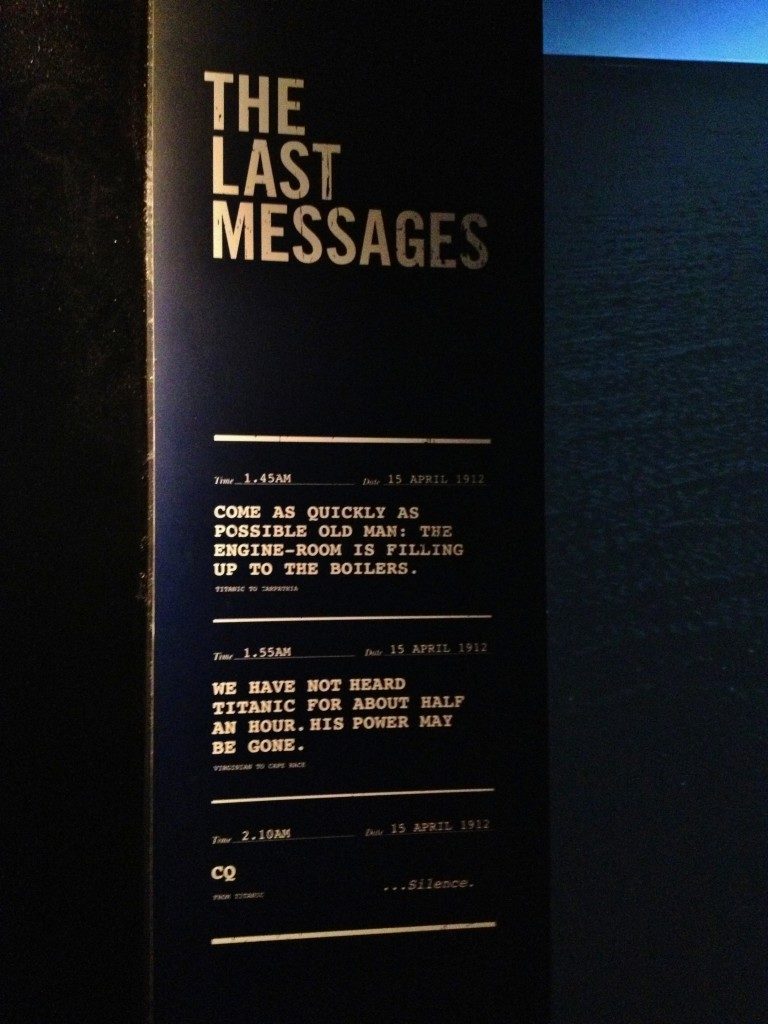 THE
LAST
MESSAGES
Time 1.45AM Date 15 APRIL 1912
COME AS QUICKLY AS
POSSIBLE OLD MAN: THE
ENGINE-ROOM IS FILLING
UP TO THE BOILERS.
TITANIC TO CARPATHIA
Time 1.55AM Date 15 APRIL 1912
WE HAVE NOT HEARD
TITANIC FOR ABOUT HALF
AN HOUR. HIS POWER MAY
BE GONE.
VIRGINIAN TO CAPE RACE
Time 2.10AM Date 15 APRIL 1912
CQ
FROM TITANIC ...Silence.